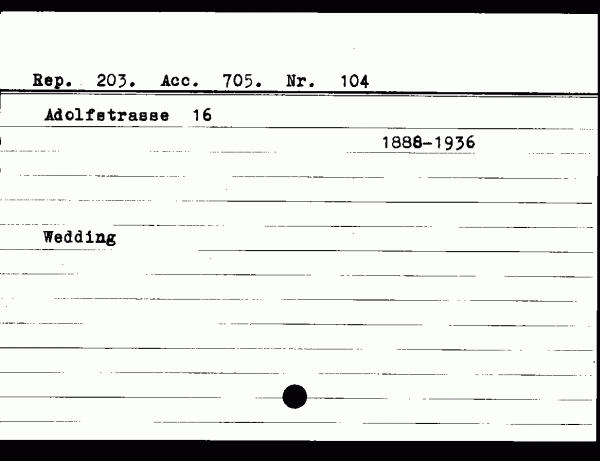 Rep. 203. Acc. 705. Nr. 104
Adolfstrasse 16
1888-1936
Wedding